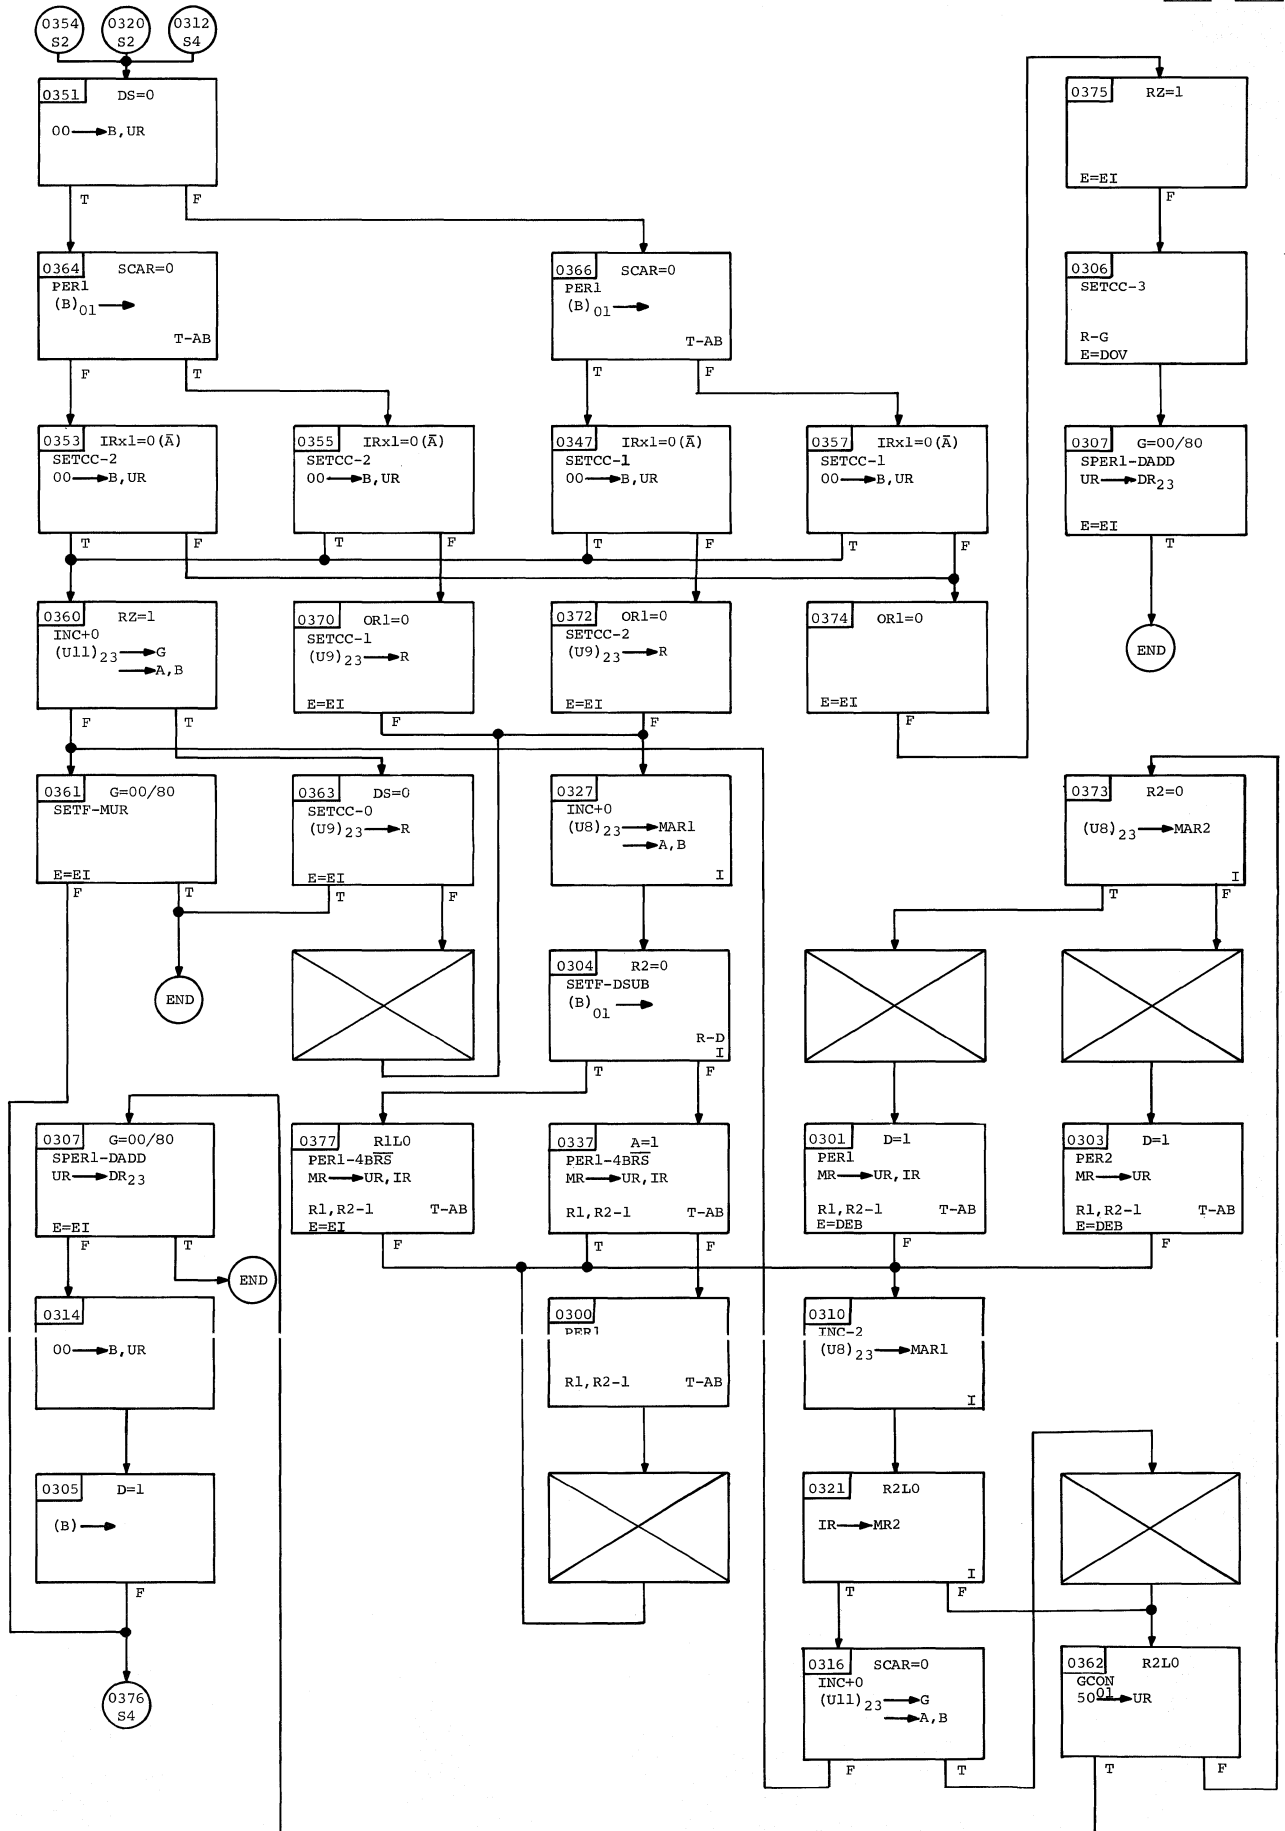 0354
S2
0320
S2
0312
S4
0351 DS=0
00→B,UR
T
F
0375 RZ=1
E=EI
F
0364 SCAR=0
PER1
(B)01→
T-AB
F
T
0366 SCAR=0
PER1
(B)01→
T-AB
T
F
0306
SETCC-3
R-G
E=DOV
0353 IRx1=0(A̅)
SETCC-2
00→B,UR
T
F
0355 IRx1=0(A̅)
SETCC-2
00→B,UR
T
F
0347 IRx1=0(A̅)
SETCC-1
00→B,UR
T
F
0357 IRx1=0(A̅)
SETCC-1
00→B,UR
T
F
0307 G=00/80
SPER1-DADD
UR→DR23
E=EI
T
END
0360 RZ=1
INC+0
(U11)23→G
→A,B
F
T
0370 OR1=0
SETCC-1
(U9)23→R
E=EI
F
0372 OR1=0
SETCC-2
(U9)23→R
E=EI
F
0374 OR1=0
E=EI
F
0361 G=00/80
SETF-MUR
E=EI
F
T
END
0363 DS=0
SETCC-0
(U9)23→R
E=EI
T
F
0327
INC+0
(U8)23→MAR1
→A,B
I
0373 R2=0
(U8)23→MAR2
I
T
F
0304 R2=0
SETF-DSUB
(B)01→
R-D
I
T
F
0307 G=00/80
SPER1-DADD
UR→DR23
E=EI
F
T
END
0377 R1L0
PER1-4BR̅S̅
MR→UR,IR
R1,R2-1 T-AB
E=EI
F
0337 A=1
PER1-4BR̅S̅
MR→UR,IR
R1,R2-1 T-AB
T
F
0301 D=1
PER1
MR→UR,IR
R1,R2-1 T-AB
E=DEB
F
0303 D=1
PER2
MR→UR
R1,R2-1 T-AB
E=DEB
F
0314
00→B,UR
0300
PER1
R1,R2-1 T-AB
0310
INC-2
(U8)23→MAR1
I
0305 D=1
(B)→
F
0376
S4
0321 R2L0
IR→MR2
I
T
F
0316 SCAR=0
INC+0
(U11)23→G
→A,B
F
T
0362 R2L0
GCON
5001→UR
T
F